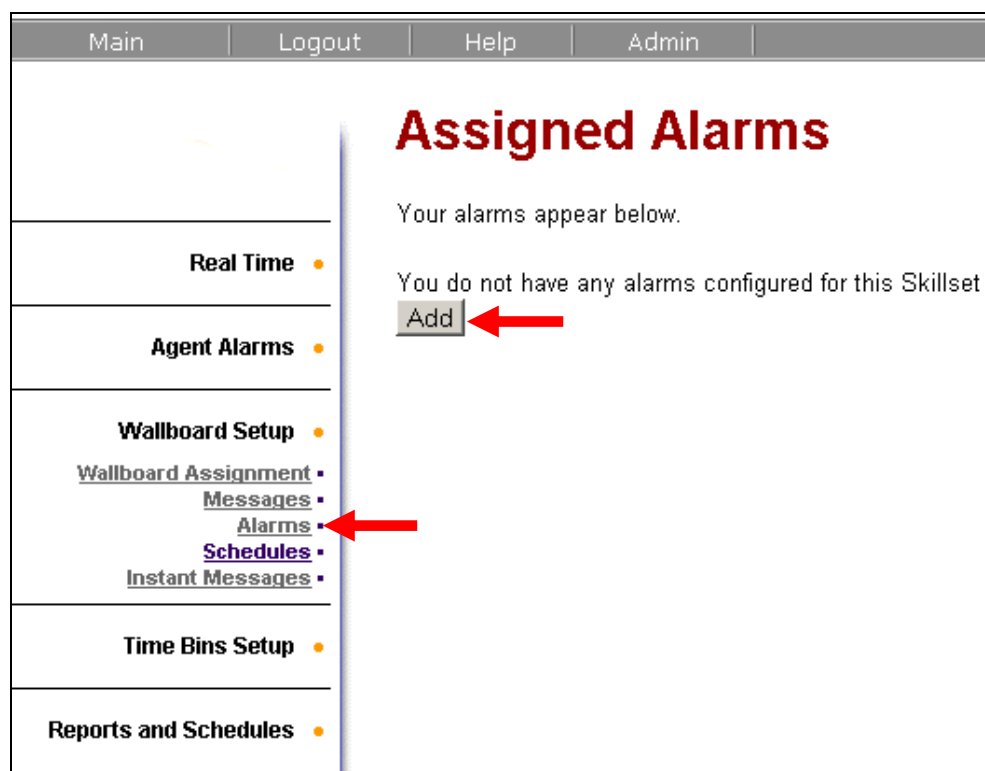 Main Logout Help Admin
Assigned Alarms
Your alarms appear below.
You do not have any alarms configured for this Skillset
Add
Real Time
Agent Alarms
Wallboard Setup
Wallboard Assignment
Messages
Alarms
Schedules
Instant Messages
Time Bins Setup
Reports and Schedules